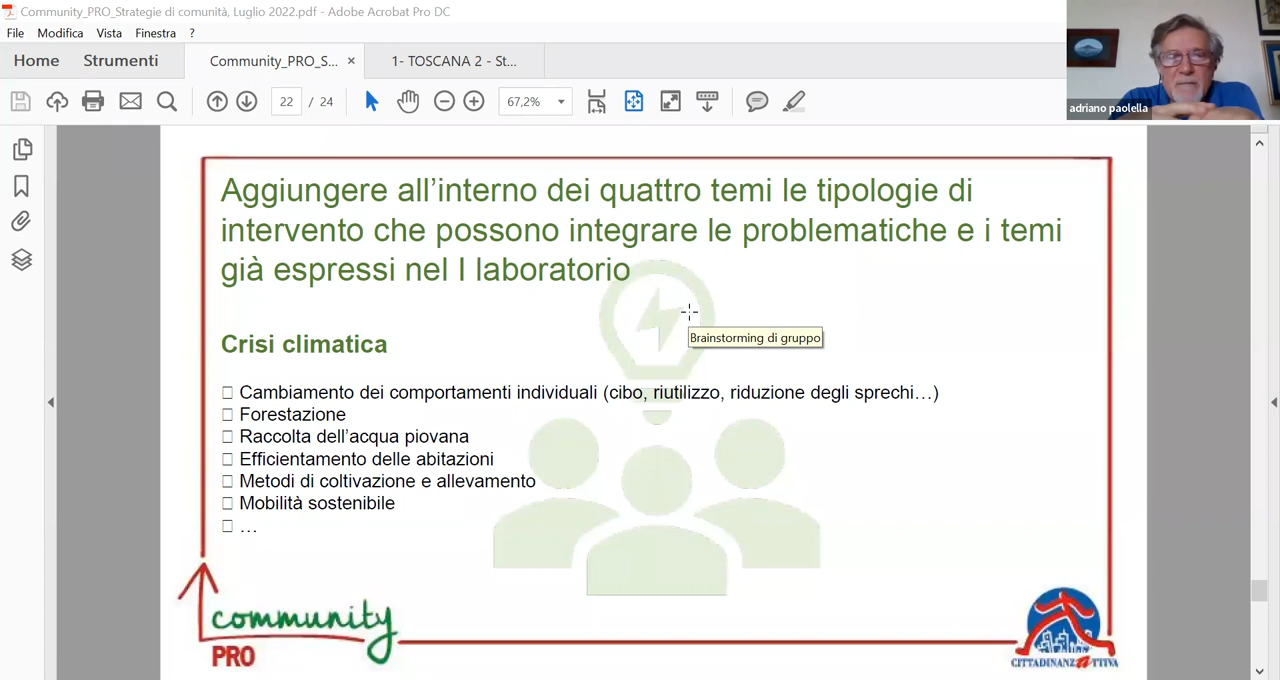 Community_PRO_Strategie di comunità, Luglio 2022.pdf - Adobe Acrobat Pro DC
File Modifica Vista Finestra ?
Home Strumenti Community_PRO_S... × 1- TOSCANA 2 - St...
22 / 24 67,2%
adriano paolella
Aggiungere all’interno dei quattro temi le tipologie di
intervento che possono integrare le problematiche e i temi
già espressi nel I laboratorio
Brainstorming di gruppo
Crisi climatica
Cambiamento dei comportamenti individuali (cibo, riutilizzo, riduzione degli sprechi…)
Forestazione
Raccolta dell’acqua piovana
Efficientamento delle abitazioni
Metodi di coltivazione e allevamento
Mobilità sostenibile
…
community
PRO
CITTADINANZATTIVA